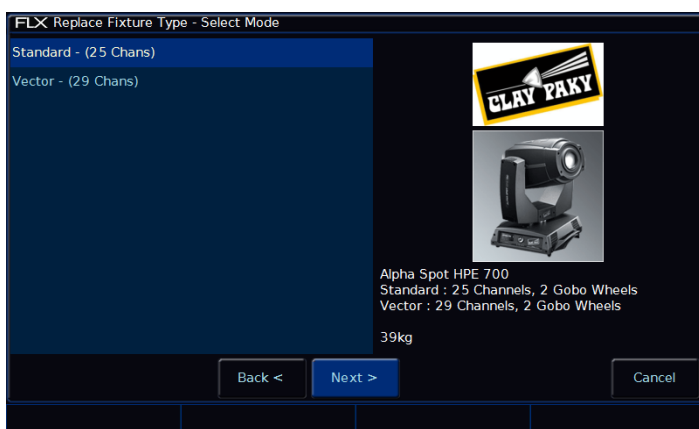 FLX Replace Fixture Type - Select Mode
Standard - (25 Chans)
Vector - (29 Chans)
CLAY PAKY
Alpha Spot HPE 700
Standard : 25 Channels, 2 Gobo Wheels
Vector : 29 Channels, 2 Gobo Wheels
39kg
Back < Next > Cancel